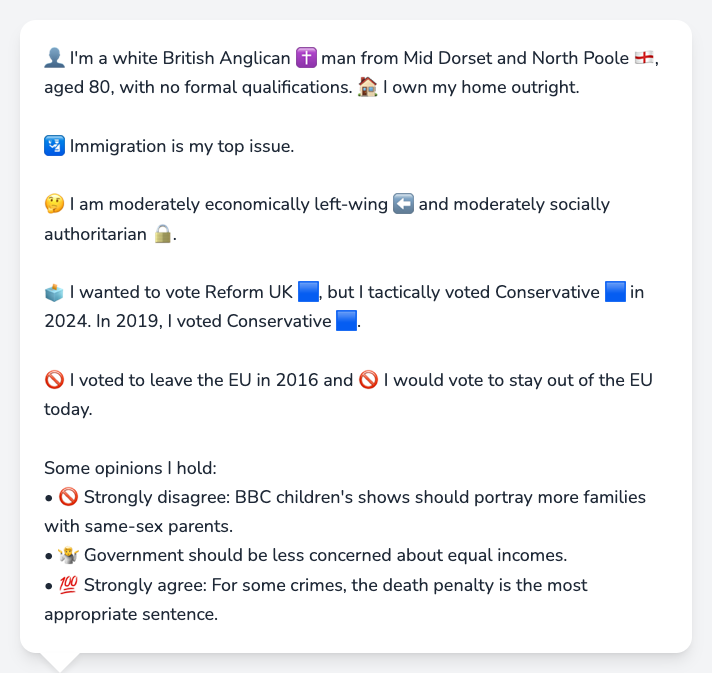 👤 I'm a white British Anglican ✝️ man from Mid Dorset and North Poole 🏴󠁧󠁢󠁥󠁮󠁧󠁿,
aged 80, with no formal qualifications. 🏠 I own my home outright.
🛂 Immigration is my top issue.
🤔 I am moderately economically left-wing ⬅️ and moderately socially
authoritarian 🔒.
🗳️ I wanted to vote Reform UK 🟦, but I tactically voted Conservative 🟦 in
2024. In 2019, I voted Conservative 🟦.
🚫 I voted to leave the EU in 2016 and 🚫 I would vote to stay out of the EU
today.
Some opinions I hold:
• 🚫 Strongly disagree: BBC children's shows should portray more families
with same-sex parents.
• 🤷 Government should be less concerned about equal incomes.
• 💯 Strongly agree: For some crimes, the death penalty is the most
appropriate sentence.